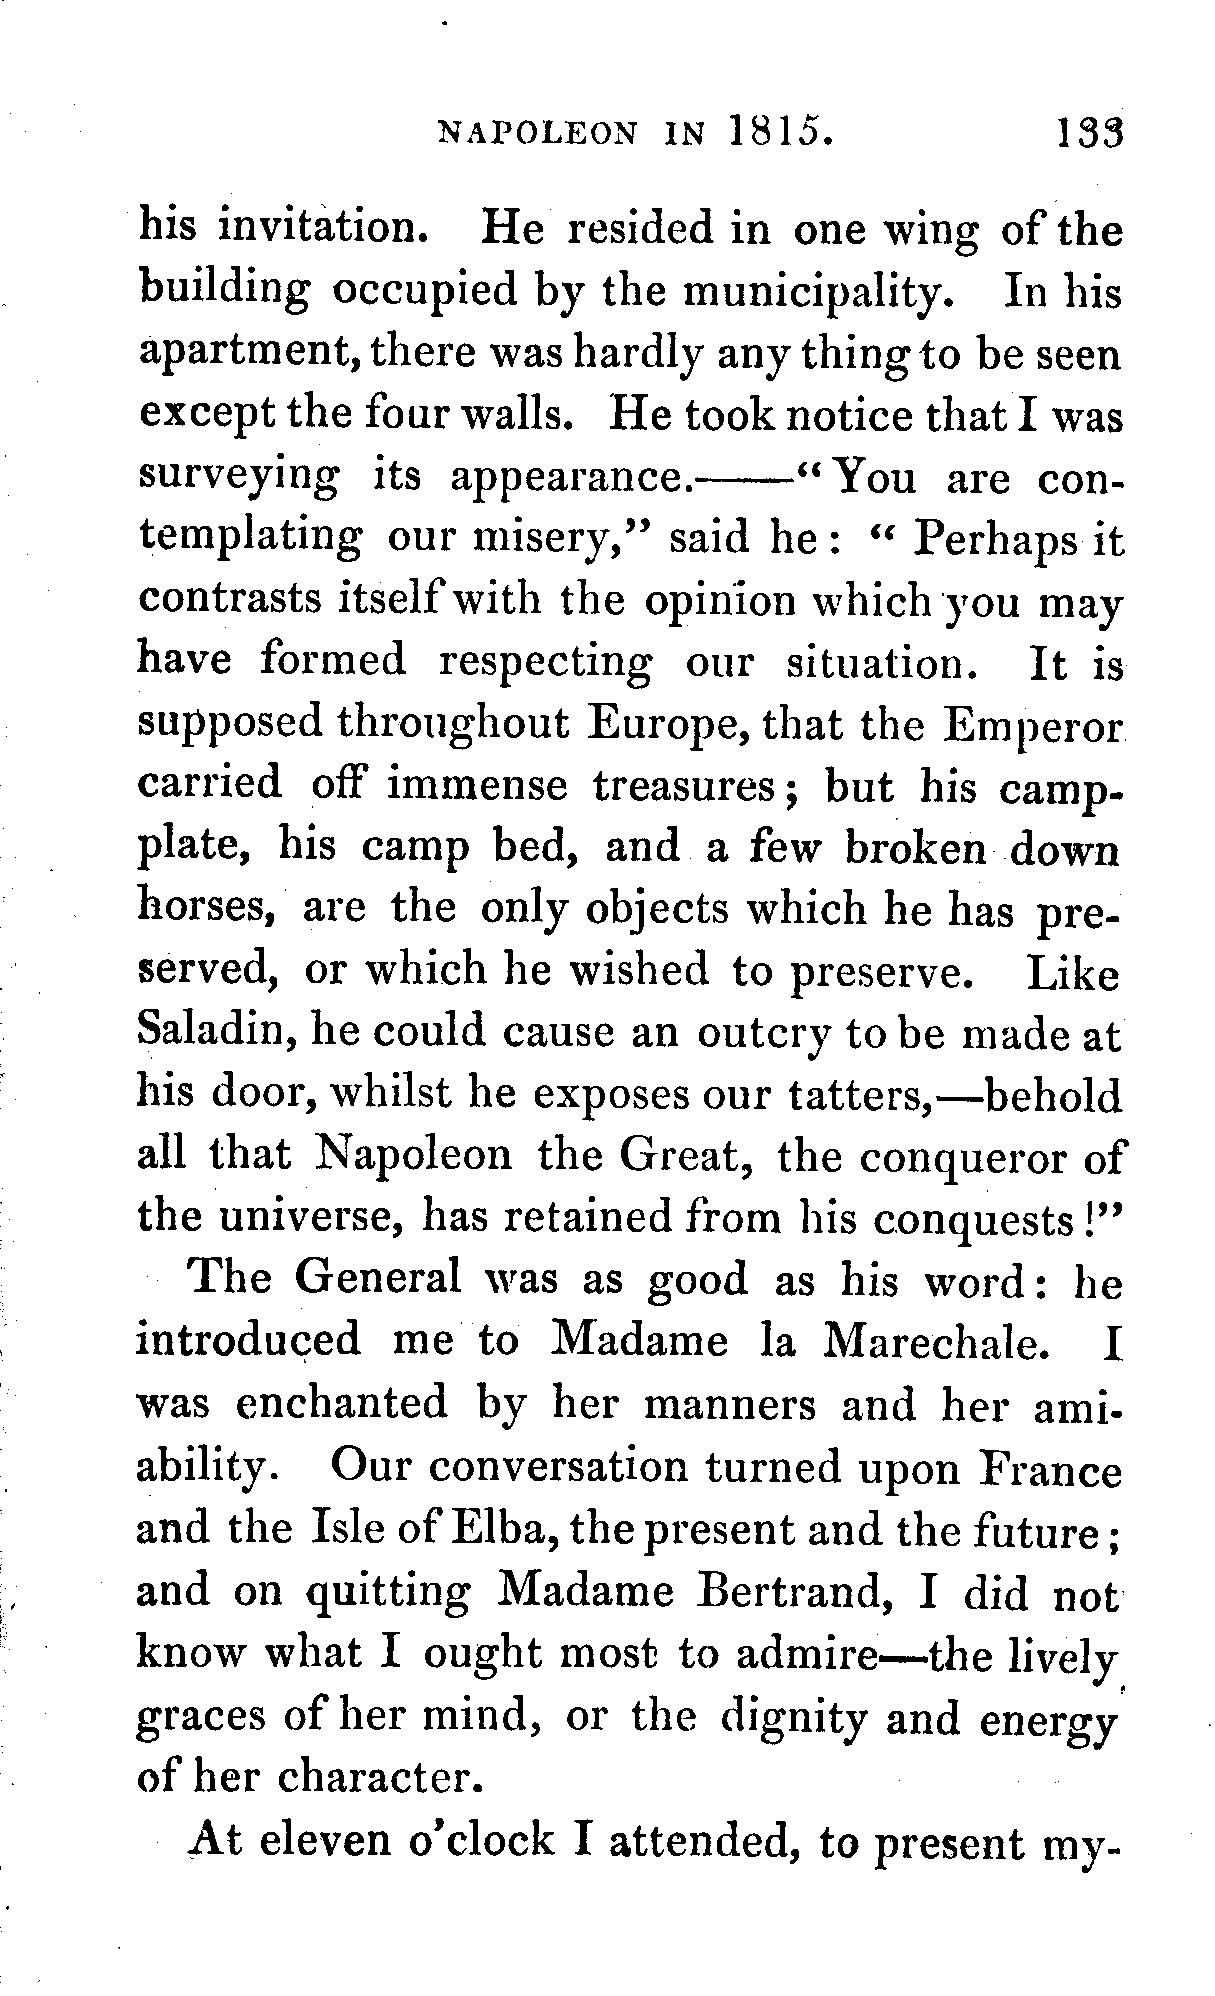 NAPOLEON IN 1815. 133
his invitation. He resided in one wing of the
building occupied by the municipality. In his
apartment, there was hardly any thing to be seen
except the four walls. He took notice that I was
surveying its appearance.——“ You are con-
templating our misery,” said he : “ Perhaps it
contrasts itself with the opinion which you may
have formed respecting our situation. It is
supposed throughout Europe, that the Emperor
carried off immense treasures ; but his camp-
plate, his camp bed, and a few broken down
horses, are the only objects which he has pre-
served, or which he wished to preserve. Like
Saladin, he could cause an outcry to be made at
his door, whilst he exposes our tatters,—behold
all that Napoleon the Great, the conqueror of
the universe, has retained from his conquests !”
The General was as good as his word : he
introduced me to Madame la Marechale. I
was enchanted by her manners and her ami-
ability. Our conversation turned upon France
and the Isle of Elba, the present and the future ;
and on quitting Madame Bertrand, I did not
know what I ought most to admire—the lively
graces of her mind, or the dignity and energy
of her character.
At eleven o’clock I attended, to present my-